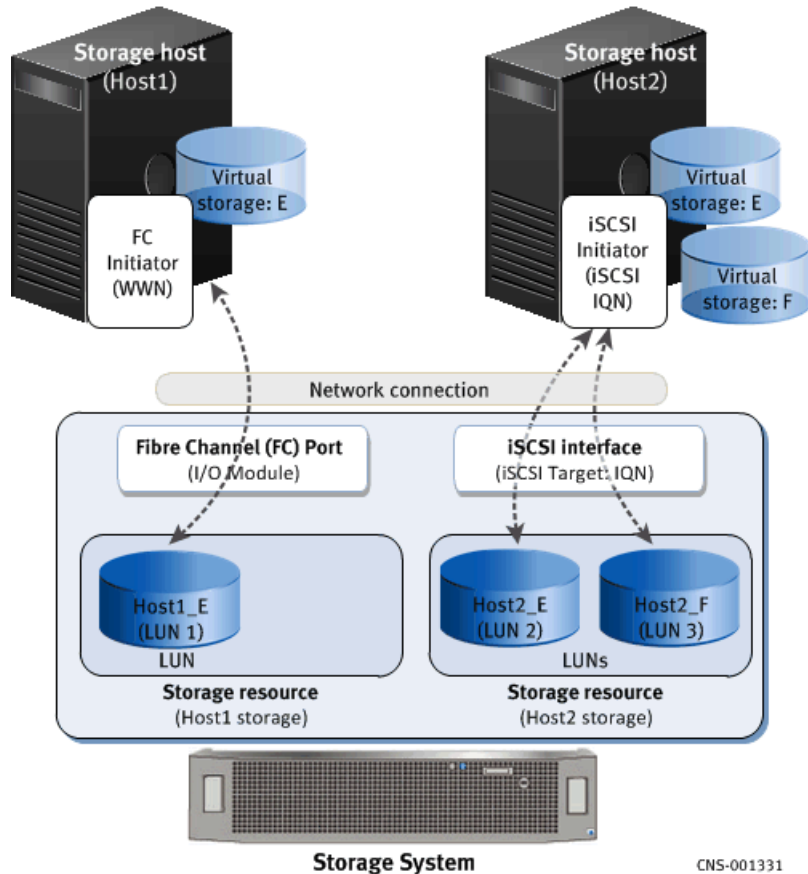 Storage host
(Host1)
Storage host
(Host2)
Virtual
storage: E
FC
Initiator
(WWN)
Virtual
storage: E
iSCSI
Initiator
(iSCSI
IQN)
Virtual
storage: F
Network connection
Fibre Channel (FC) Port
(I/O Module)
iSCSI interface
(iSCSI Target: IQN)
Host1_E
(LUN 1)
LUN
Host2_E
(LUN 2)
Host2_F
(LUN 3)
LUNs
Storage resource
(Host1 storage)
Storage resource
(Host2 storage)
Storage System
CNS-001331